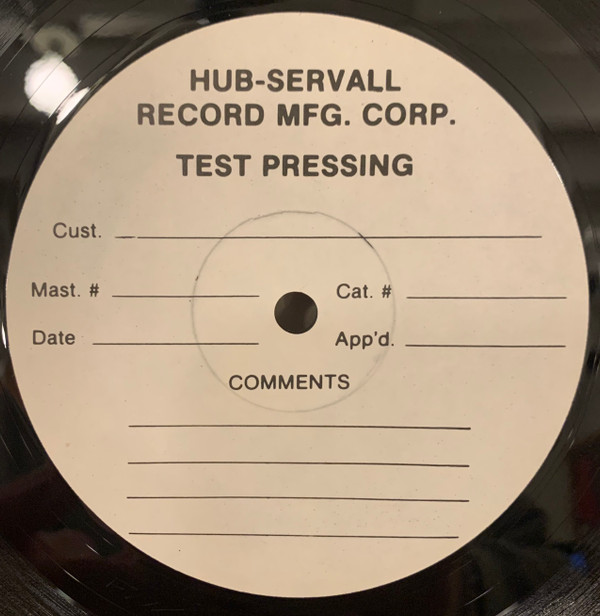 HUB-SERVALL
RECORD MFG. CORP.
TEST PRESSING
Cust.
Mast. # Cat. #
Date App'd.
COMMENTS